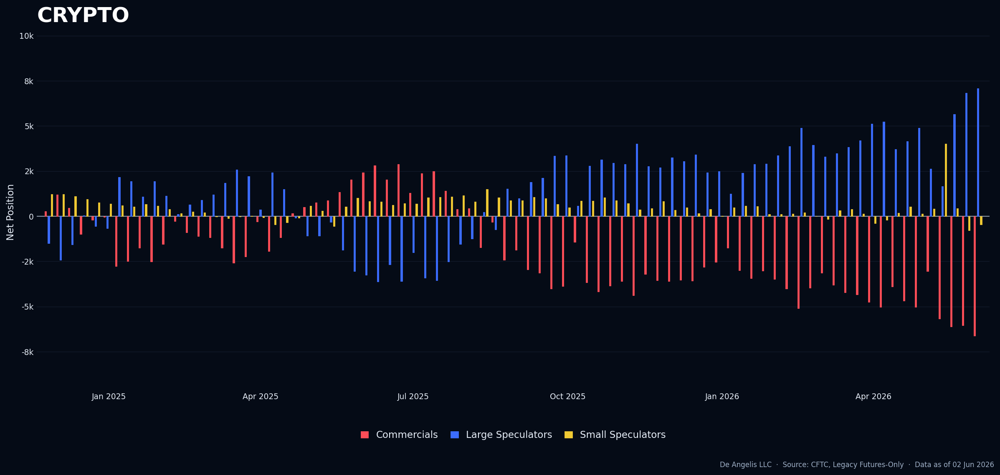 CRYPTO
10k
8k
5k
2k
0
-2k
-5k
-8k
Net Position
Jan 2025
Apr 2025
Jul 2025
Oct 2025
Jan 2026
Apr 2026
Commercials
Large Speculators
Small Speculators
De Angelis LLC · Source: CFTC, Legacy Futures-Only · Data as of 02 Jun 2026